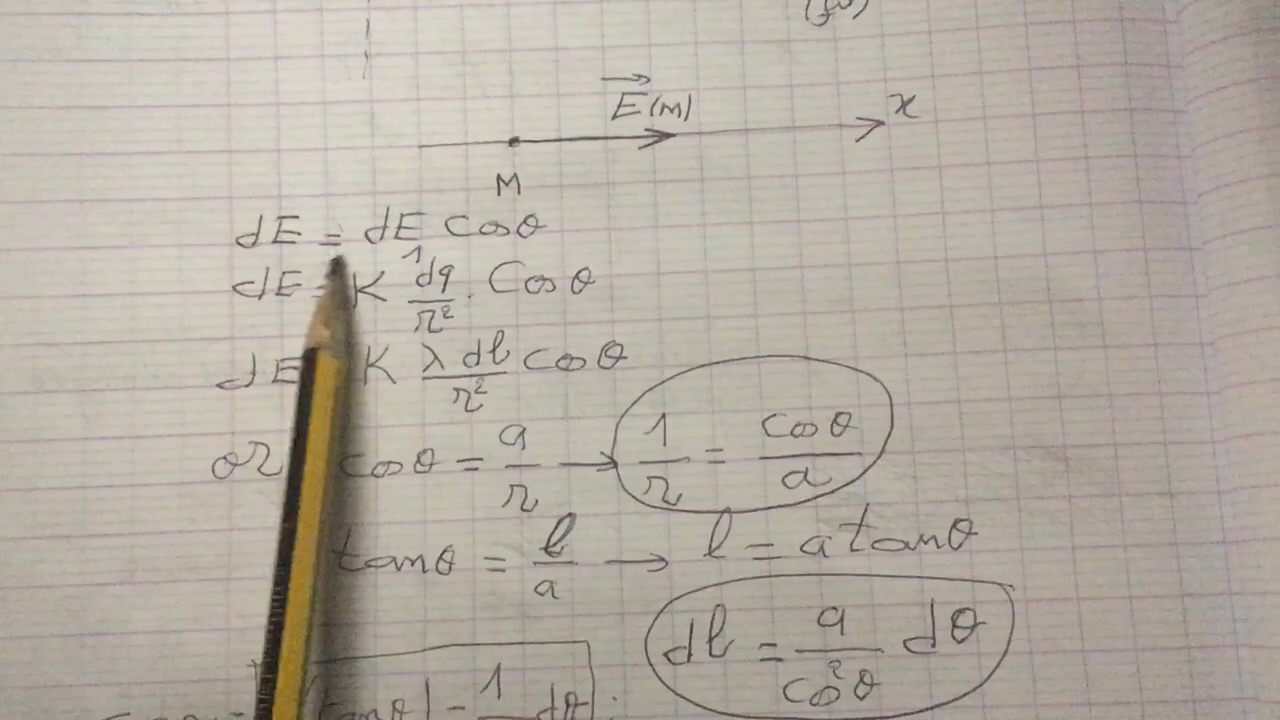 E(M)
x
M
dE = dE Cosθ
dE = K dq/r² . Cosθ
dE K λ dl/r² cosθ
or cosθ = a/r → 1/r = cosθ/a
tanθ = l/a → l = a tanθ
dl = a/cos²θ dθ